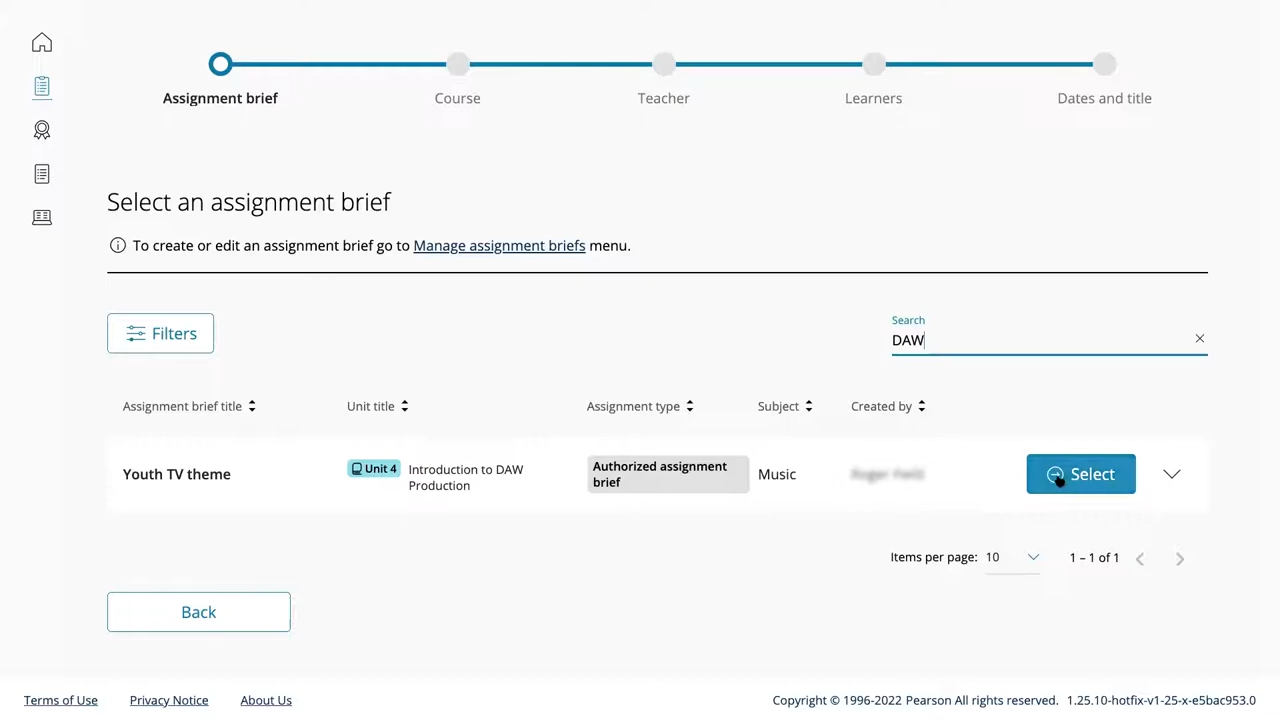 Assignment brief
Course
Teacher
Learners
Dates and title
Select an assignment brief
To create or edit an assignment brief go to Manage assignment briefs menu.
Filters
Search
DAW
Assignment brief title
Unit title
Assignment type
Subject
Created by
Youth TV theme
Unit 4
Introduction to DAW
Production
Authorized assignment
brief
Music
Select
Items per page: 10
1 – 1 of 1
Back
Terms of Use
Privacy Notice
About Us
Copyright © 1996-2022 Pearson All rights reserved. 1.25.10-hotfix-v1-25-x-e5bac953.0